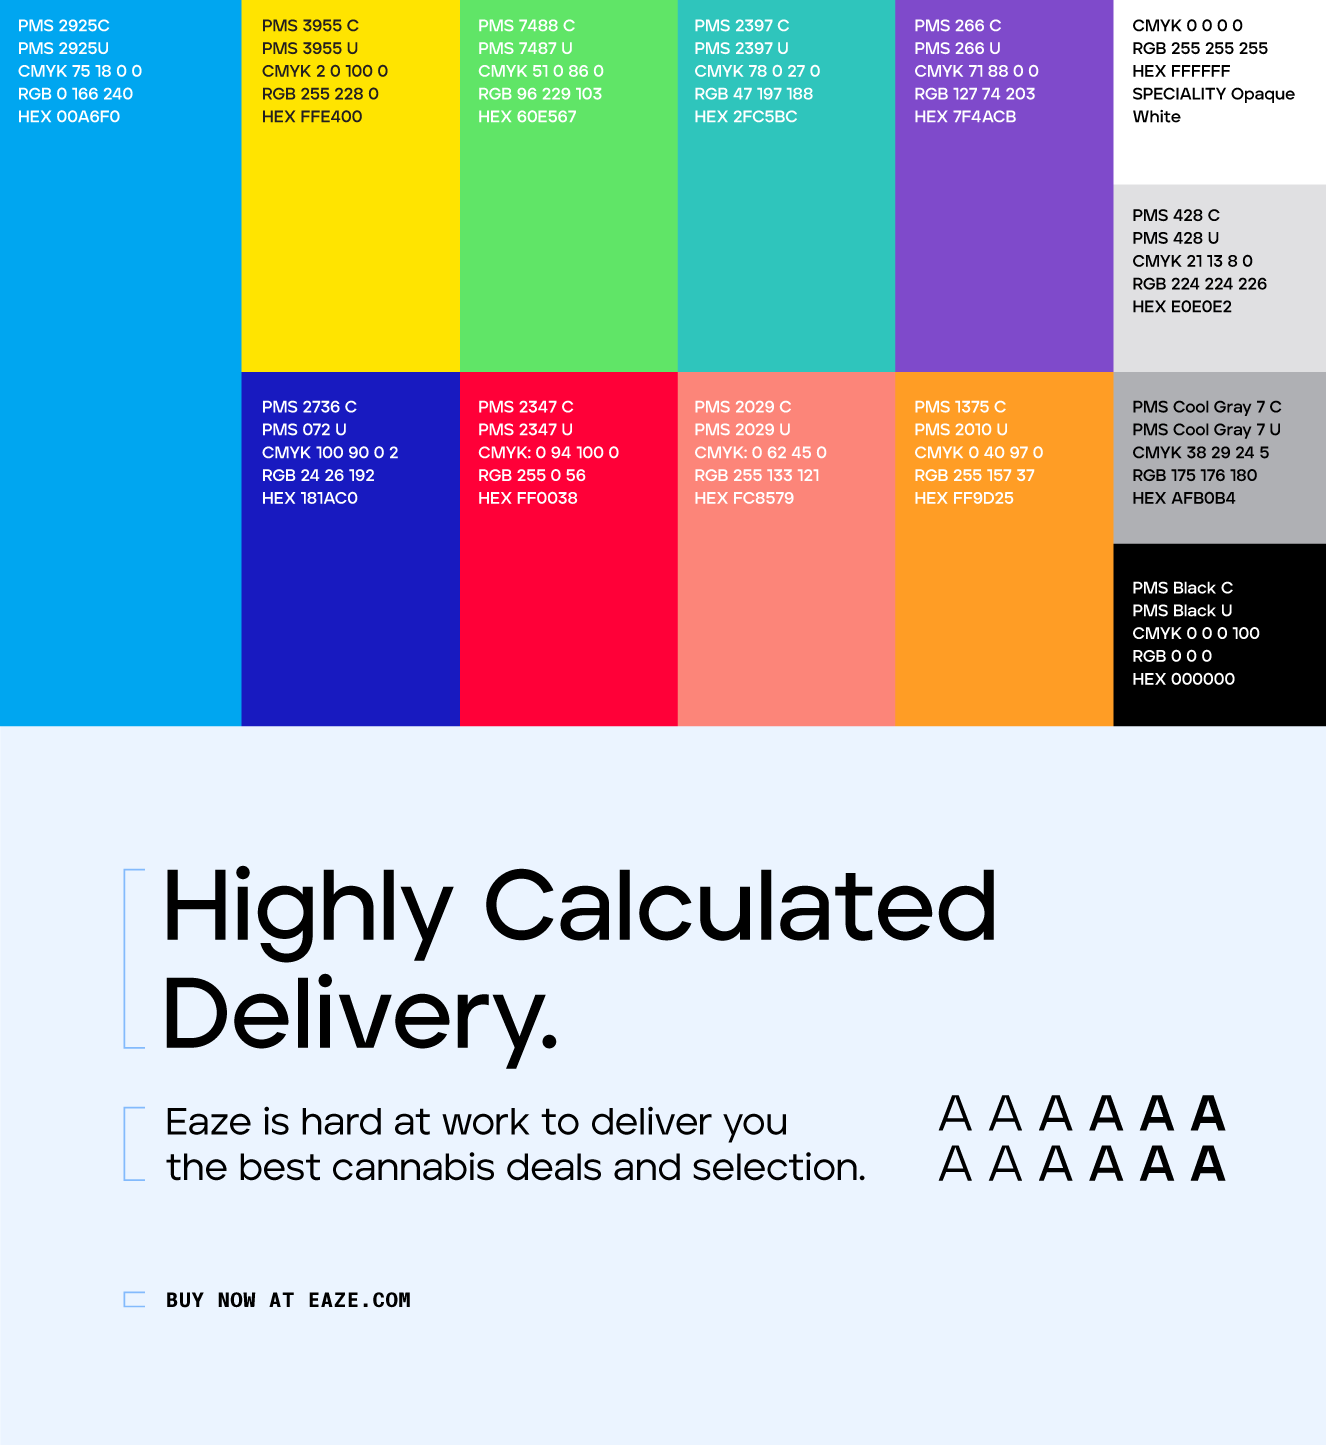 PMS 2925C
PMS 2925U
CMYK 75 18 0 0
RGB 0 166 240
HEX 00A6F0
PMS 3955 C
PMS 3955 U
CMYK 2 0 100 0
RGB 255 228 0
HEX FFE400
PMS 7488 C
PMS 7487 U
CMYK 51 0 86 0
RGB 96 229 103
HEX 60E567
PMS 2397 C
PMS 2397 U
CMYK 78 0 27 0
RGB 47 197 188
HEX 2FC5BC
PMS 266 C
PMS 266 U
CMYK 71 88 0 0
RGB 127 74 203
HEX 7F4ACB
CMYK 0 0 0 0
RGB 255 255 255
HEX FFFFFF
SPECIALITY Opaque
White
PMS 428 C
PMS 428 U
CMYK 21 13 8 0
RGB 224 224 226
HEX E0E0E2
PMS 2736 C
PMS 072 U
CMYK 100 90 0 2
RGB 24 26 192
HEX 181AC0
PMS 2347 C
PMS 2347 U
CMYK: 0 94 100 0
RGB 255 0 56
HEX FF0038
PMS 2029 C
PMS 2029 U
CMYK: 0 62 45 0
RGB 255 133 121
HEX FC8579
PMS 1375 C
PMS 2010 U
CMYK 0 40 97 0
RGB 255 157 37
HEX FF9D25
PMS Cool Gray 7 C
PMS Cool Gray 7 U
CMYK 38 29 24 5
RGB 175 176 180
HEX AFB0B4
PMS Black C
PMS Black U
CMYK 0 0 0 100
RGB 0 0 0
HEX 000000
Highly Calculated
Delivery.
Eaze is hard at work to deliver you
the best cannabis deals and selection.
A A A A A A
A A A A A A
BUY NOW AT EAZE.COM